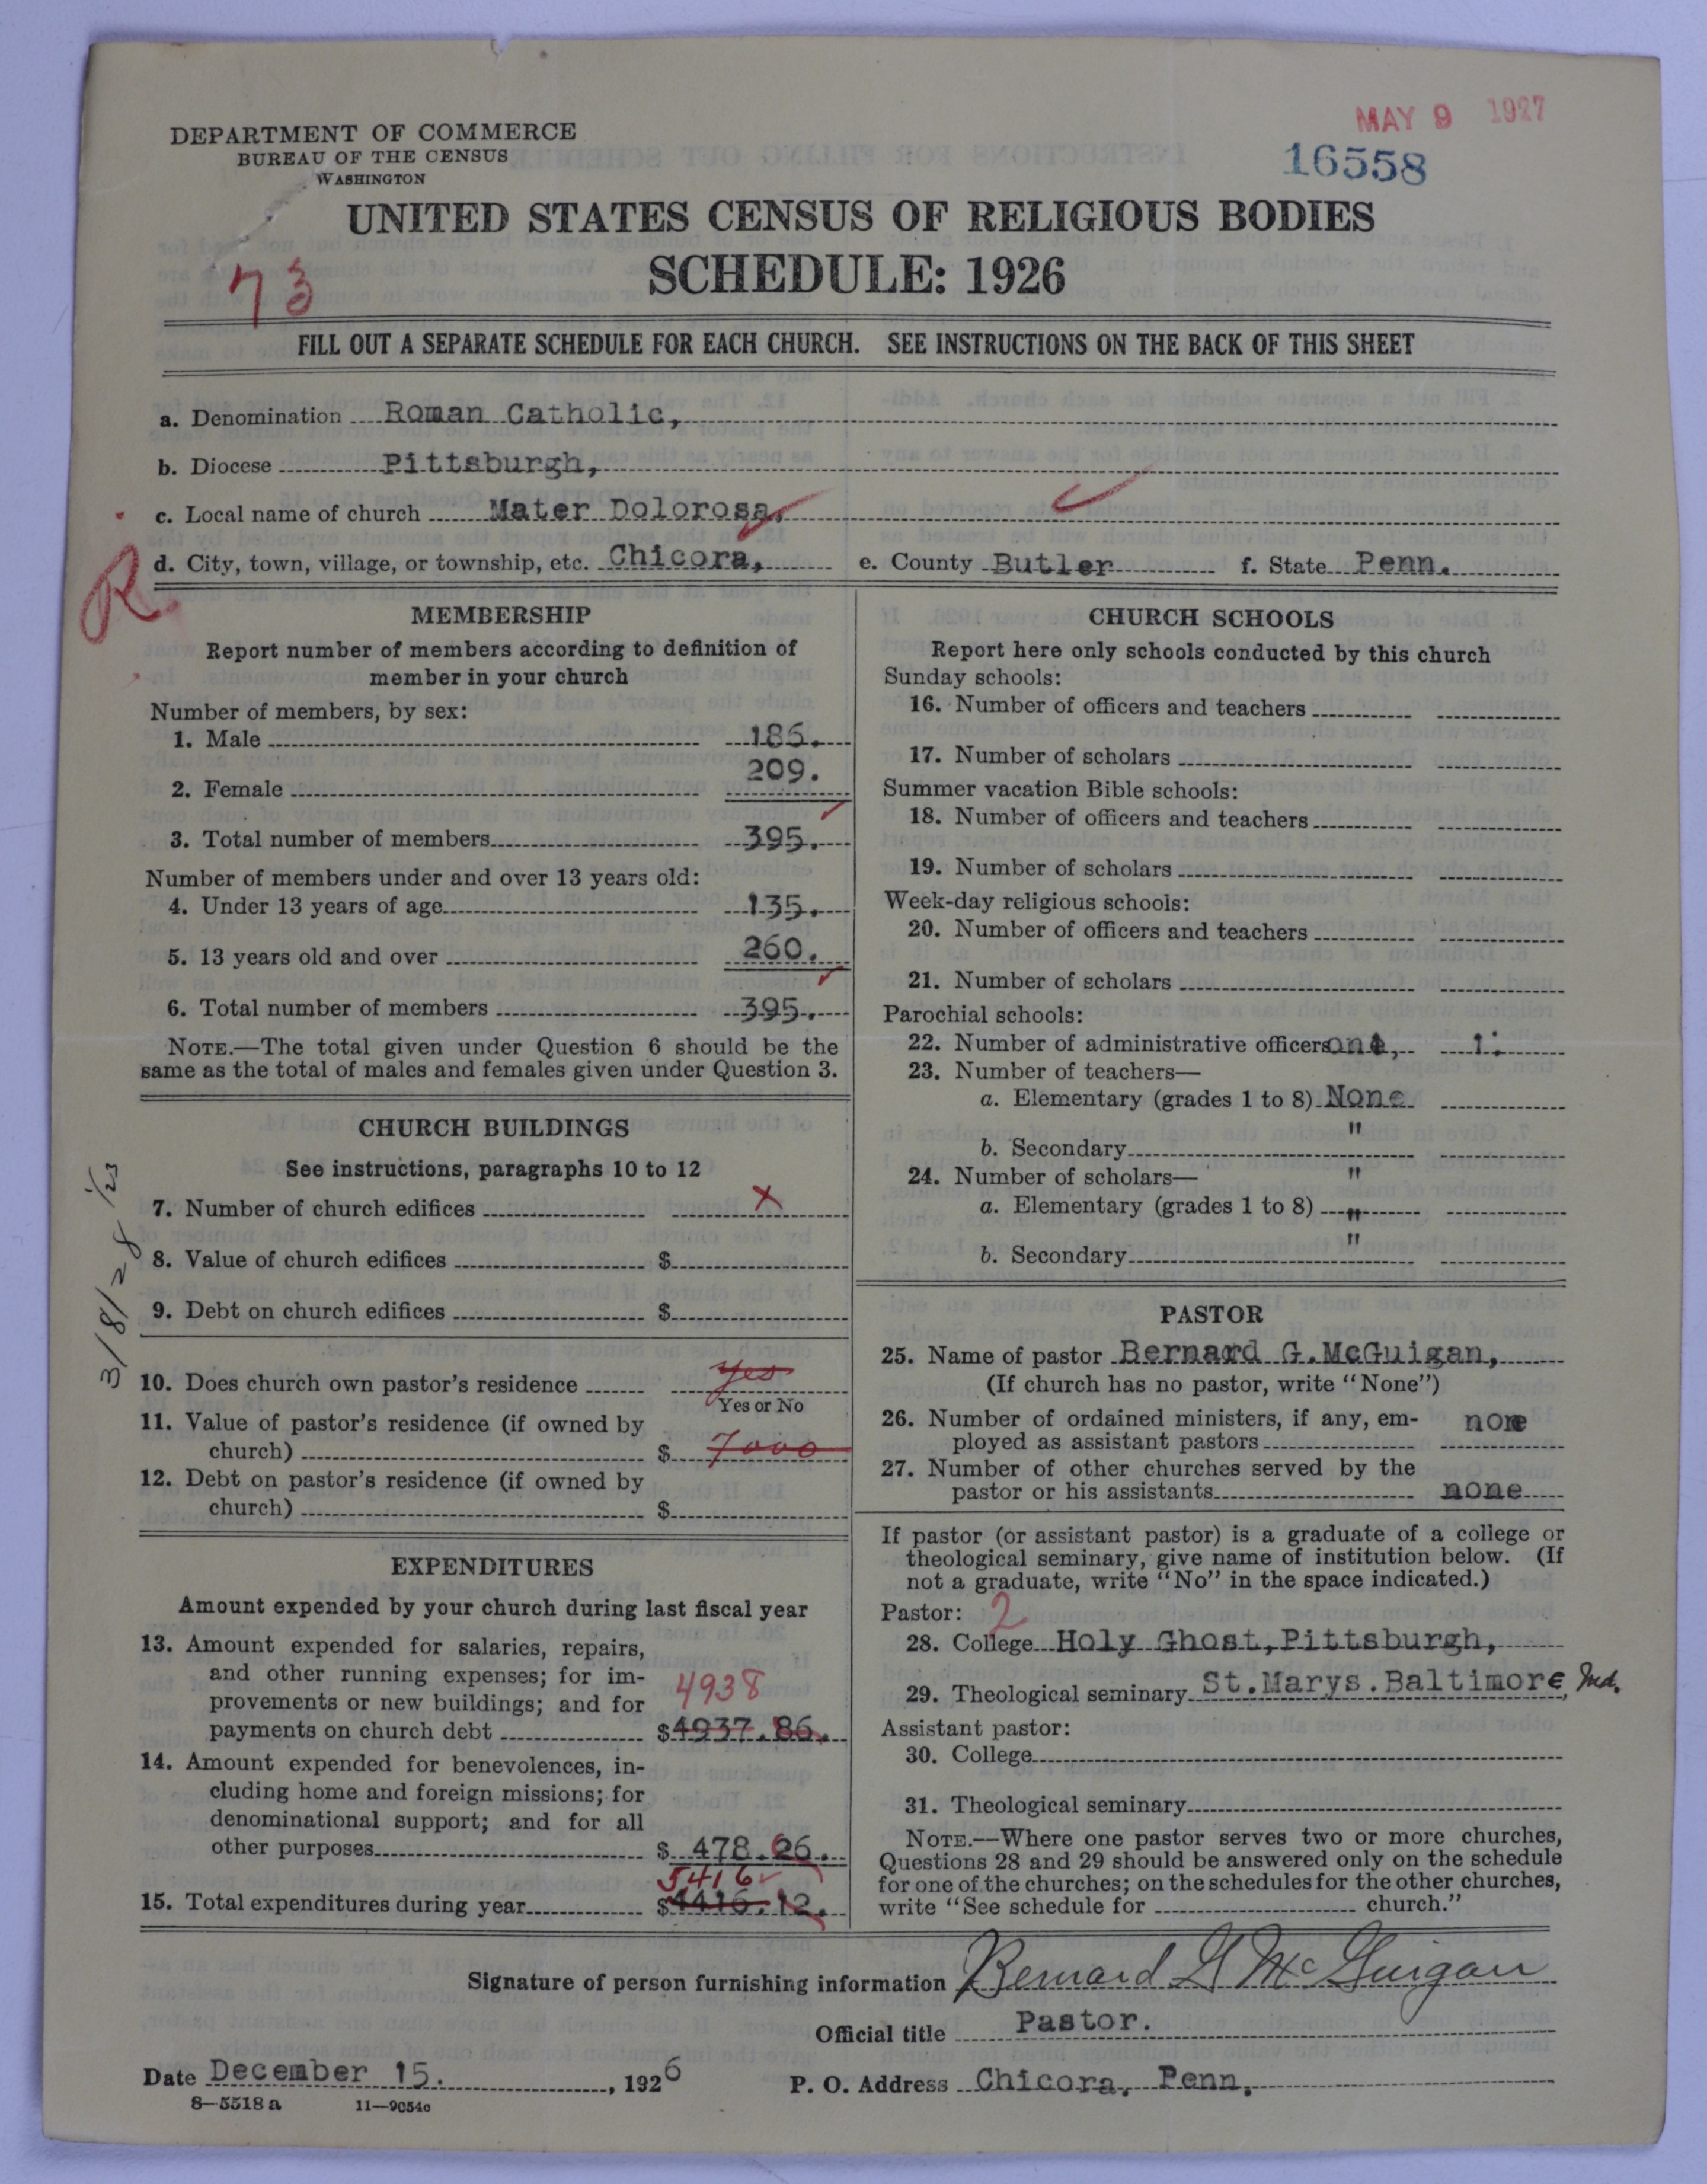 MAY 9 1927
16558
DEPARTMENT OF COMMERCE
BUREAU OF THE CENSUS
WASHINGTON
UNITED STATES CENSUS OF RELIGIOUS BODIES
SCHEDULE: 1926
73
FILL OUT A SEPARATE SCHEDULE FOR EACH CHURCH. SEE INSTRUCTIONS ON THE BACK OF THIS SHEET
a. Denomination Roman Catholic,
b. Diocese Pittsburgh,
c. Local name of church Mater Dolorosa,
d. City, town, village, or township, etc. Chicora, e. County Butler f. State Penn.
R
MEMBERSHIP
Report number of members according to definition of
member in your church
Number of members, by sex:
1. Male 186.
2. Female 209.
3. Total number of members 395.
Number of members under and over 13 years old:
4. Under 13 years of age 135.
5. 13 years old and over 260.
6. Total number of members 395.
NOTE.—The total given under Question 6 should be the
same as the total of males and females given under Question 3.
CHURCH BUILDINGS
See instructions, paragraphs 10 to 12
7. Number of church edifices x
8. Value of church edifices $
9. Debt on church edifices $
3/8/28 1/23
10. Does church own pastor's residence yes
Yes or No
11. Value of pastor's residence (if owned by
church) $ 7000
12. Debt on pastor's residence (if owned by
church) $
EXPENDITURES
Amount expended by your church during last fiscal year
13. Amount expended for salaries, repairs,
and other running expenses; for im-
provements or new buildings; and for 4938
payments on church debt $4937.86.
14. Amount expended for benevolences, in-
cluding home and foreign missions; for
denominational support; and for all
other purposes $ 478.26.
5416
15. Total expenditures during year $4416.12.
CHURCH SCHOOLS
Report here only schools conducted by this church
Sunday schools:
16. Number of officers and teachers
17. Number of scholars
Summer vacation Bible schools:
18. Number of officers and teachers
19. Number of scholars
Week-day religious schools:
20. Number of officers and teachers
21. Number of scholars
Parochial schools:
22. Number of administrative officers one, 1.
23. Number of teachers—
a. Elementary (grades 1 to 8) None
b. Secondary "
24. Number of scholars— "
a. Elementary (grades 1 to 8) "
b. Secondary "
PASTOR
25. Name of pastor Bernard G.McGuigan,
(If church has no pastor, write "None")
26. Number of ordained ministers, if any, em-
ployed as assistant pastors none
27. Number of other churches served by the
pastor or his assistants none
If pastor (or assistant pastor) is a graduate of a college or
theological seminary, give name of institution below. (If
not a graduate, write "No" in the space indicated.)
Pastor: 2
28. College Holy Ghost, Pittsburgh,
29. Theological seminary St.Marys.Baltimore, Md.
Assistant pastor:
30. College
31. Theological seminary
NOTE.—Where one pastor serves two or more churches,
Questions 28 and 29 should be answered only on the schedule
for one of the churches; on the schedules for the other churches,
write "See schedule for church."
Signature of person furnishing information Bernard G McGuigan
Official title Pastor.
Date December 15. , 1926 P. O. Address Chicora, Penn.
8—5518 a 11—9054c